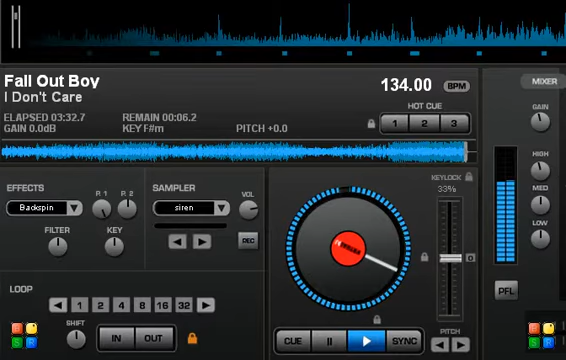 Fall Out Boy
I Don't Care
134.00 BPM
MIXER
ELAPSED 03:32.7 REMAIN 00:06.2
GAIN 0.0dB KEY F#m PITCH +0.0
HOT CUE
1 2 3
GAIN
HIGH
MED
LOW
PFL
EFFECTS P. 1 P. 2
Backspin
FILTER KEY
SAMPLER VOL
siren
REC
KEYLOCK
33%
0
LOOP
1 2 4 8 16 32
SHIFT
IN OUT
CUE II SYNC
PITCH
B S R
B S R